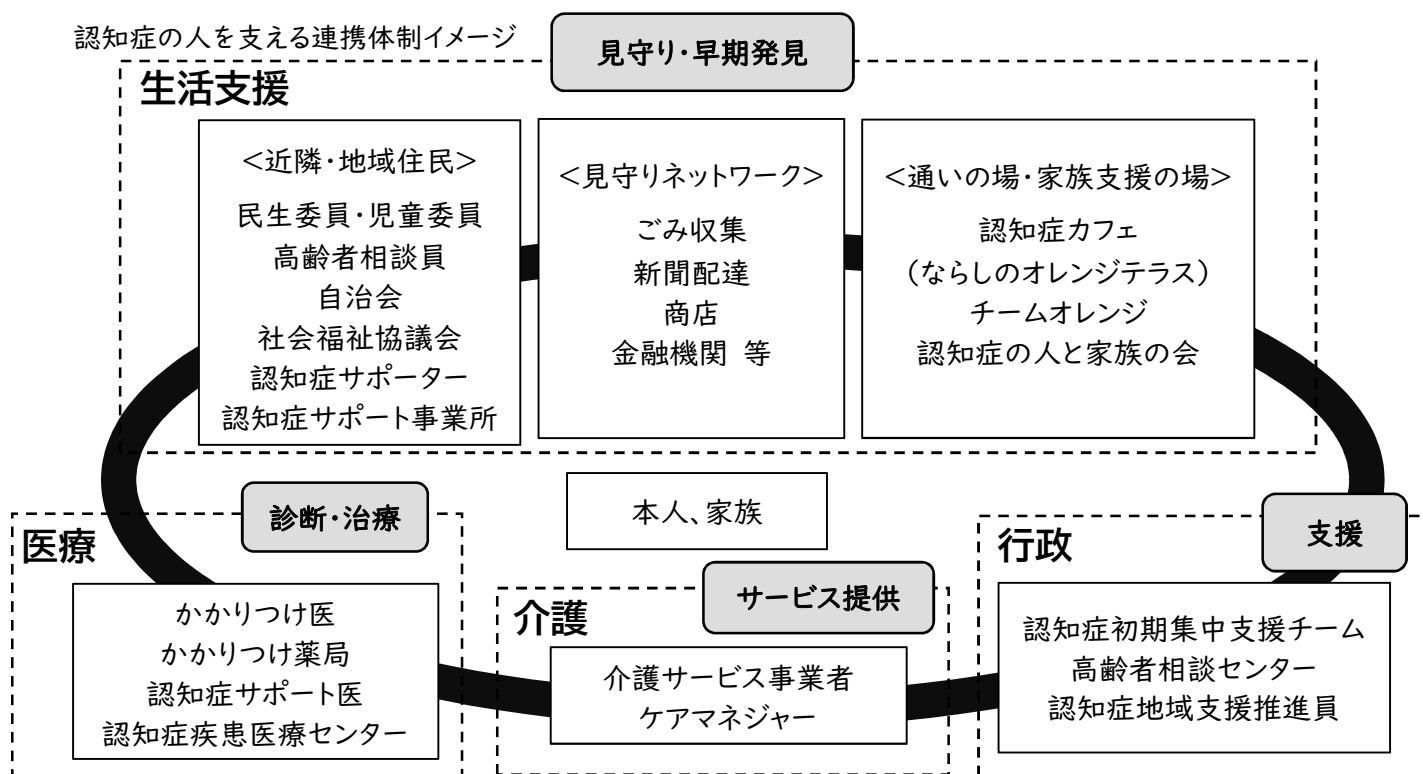 認知症の人を支える連携体制イメージ
見守り・早期発見
生活支援
＜近隣・地域住民＞
民生委員・児童委員
高齢者相談員
自治会
社会福祉協議会
認知症サポーター
認知症サポート事業所
＜見守りネットワーク＞
ごみ収集
新聞配達
商店
金融機関 等
＜通いの場・家族支援の場＞
認知症カフェ
（ならしのオレンジテラス）
チームオレンジ
認知症の人と家族の会
本人、家族
診断・治療
医療
かかりつけ医
かかりつけ薬局
認知症サポート医
認知症疾患医療センター
サービス提供
介護
介護サービス事業者
ケアマネジャー
支援
行政
認知症初期集中支援チーム
高齢者相談センター
認知症地域支援推進員